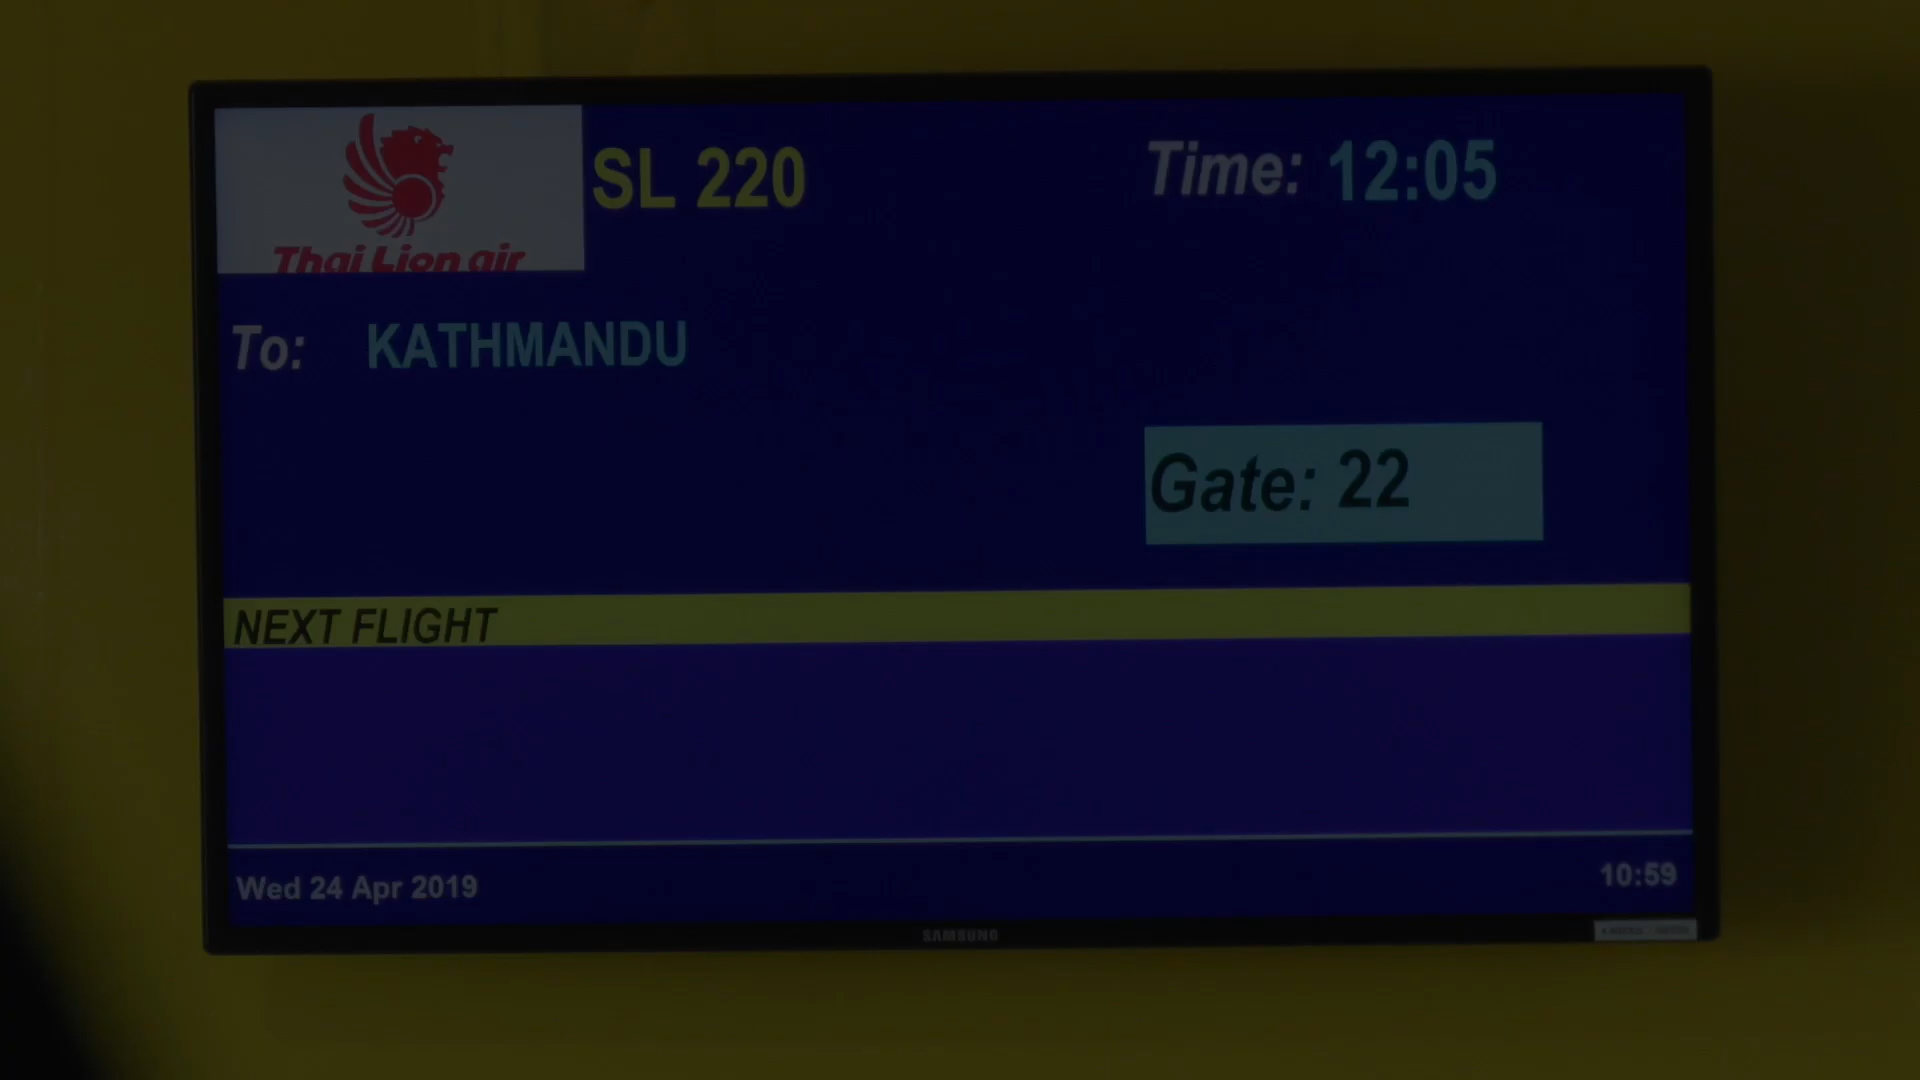 Thai Lion air
SL 220
Time: 12:05
To: KATHMANDU
Gate: 22
NEXT FLIGHT
Wed 24 Apr 2019
10:59
SAMSUNG